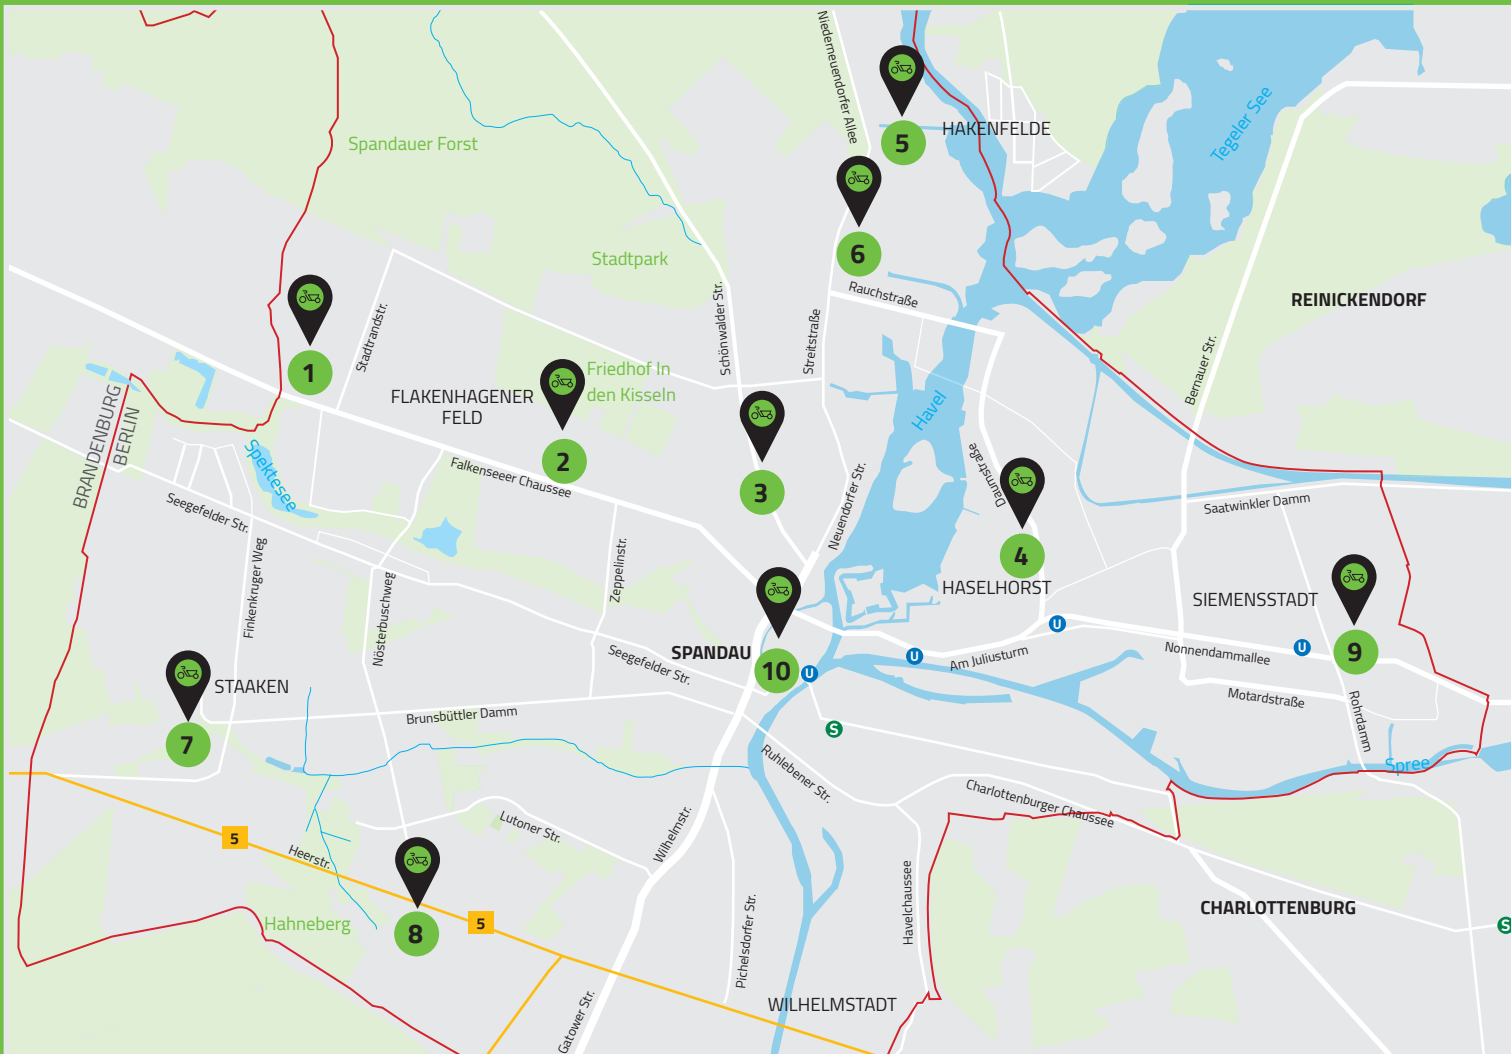 Niederneuendorfer Allee
5
HAKENFELDE
Tegeler See
Spandauer Forst
6
Stadtpark
Rauchstraße
REINICKENDORF
Stadtrandstr.
Schönwalder Str.
Streitstraße
Bernauer Str.
1
FLAKENHAGENER
FELD
Friedhof In
den Kisseln
BRANDENBURG
BERLIN
Havel
Spektesee
2
Falkenseeer Chaussee
3
Neuendorfer Str.
Daumstraße
Seegefelder Str.
Saatwinkler Damm
4
HASELHORST
Finkenkruger Weg
Nösterbuschweg
Zeppelinstr.
SIEMENSSTADT
U
U
9
Nonnendammallee
U
Am Juliusturm
SPANDAU
10
U
Seegefelder Str.
STAAKEN
7
Brunsbüttler Damm
Motardstraße
Rohrdamm
S
Spree
Ruhlebener Str.
Charlottenburger Chaussee
5
Heerstr.
Lutoner Str.
Wilhelmstr.
Havelchaussee
CHARLOTTENBURG
S
Hahneberg
8
5
Pichelsdorfer Str.
Gatower Str.
WILHELMSTADT